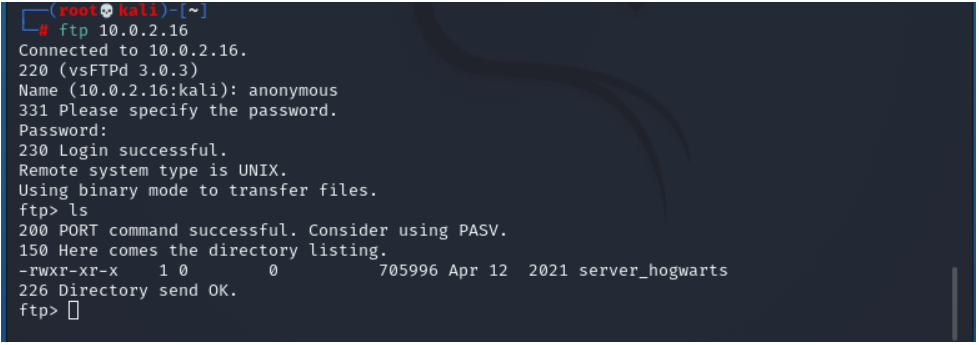 ┌──(root💀kali)-[~]
└─# ftp 10.0.2.16
Connected to 10.0.2.16.
220 (vsFTPd 3.0.3)
Name (10.0.2.16:kali): anonymous
331 Please specify the password.
Password:
230 Login successful.
Remote system type is UNIX.
Using binary mode to transfer files.
ftp> ls
200 PORT command successful. Consider using PASV.
150 Here comes the directory listing.
-rwxr-xr-x    1 0        0          705996 Apr 12  2021 server_hogwarts
226 Directory send OK.
ftp>